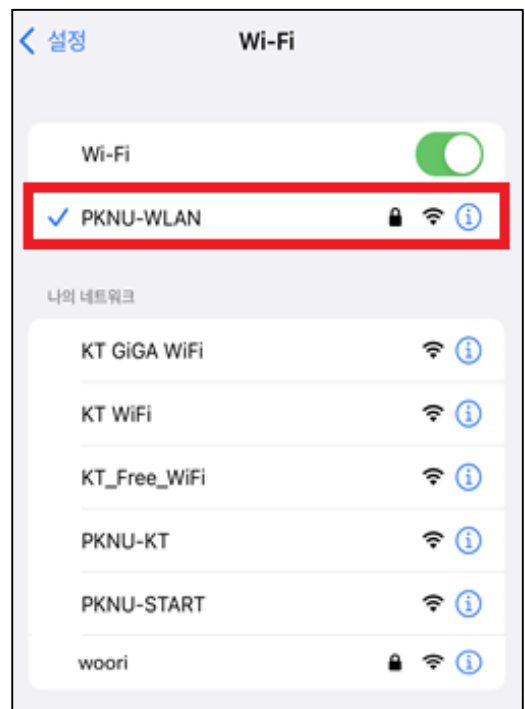 설정 Wi-Fi
Wi-Fi
PKNU-WLAN
나의 네트워크
KT GiGA WiFi
KT WiFi
KT_Free_WiFi
PKNU-KT
PKNU-START
woori